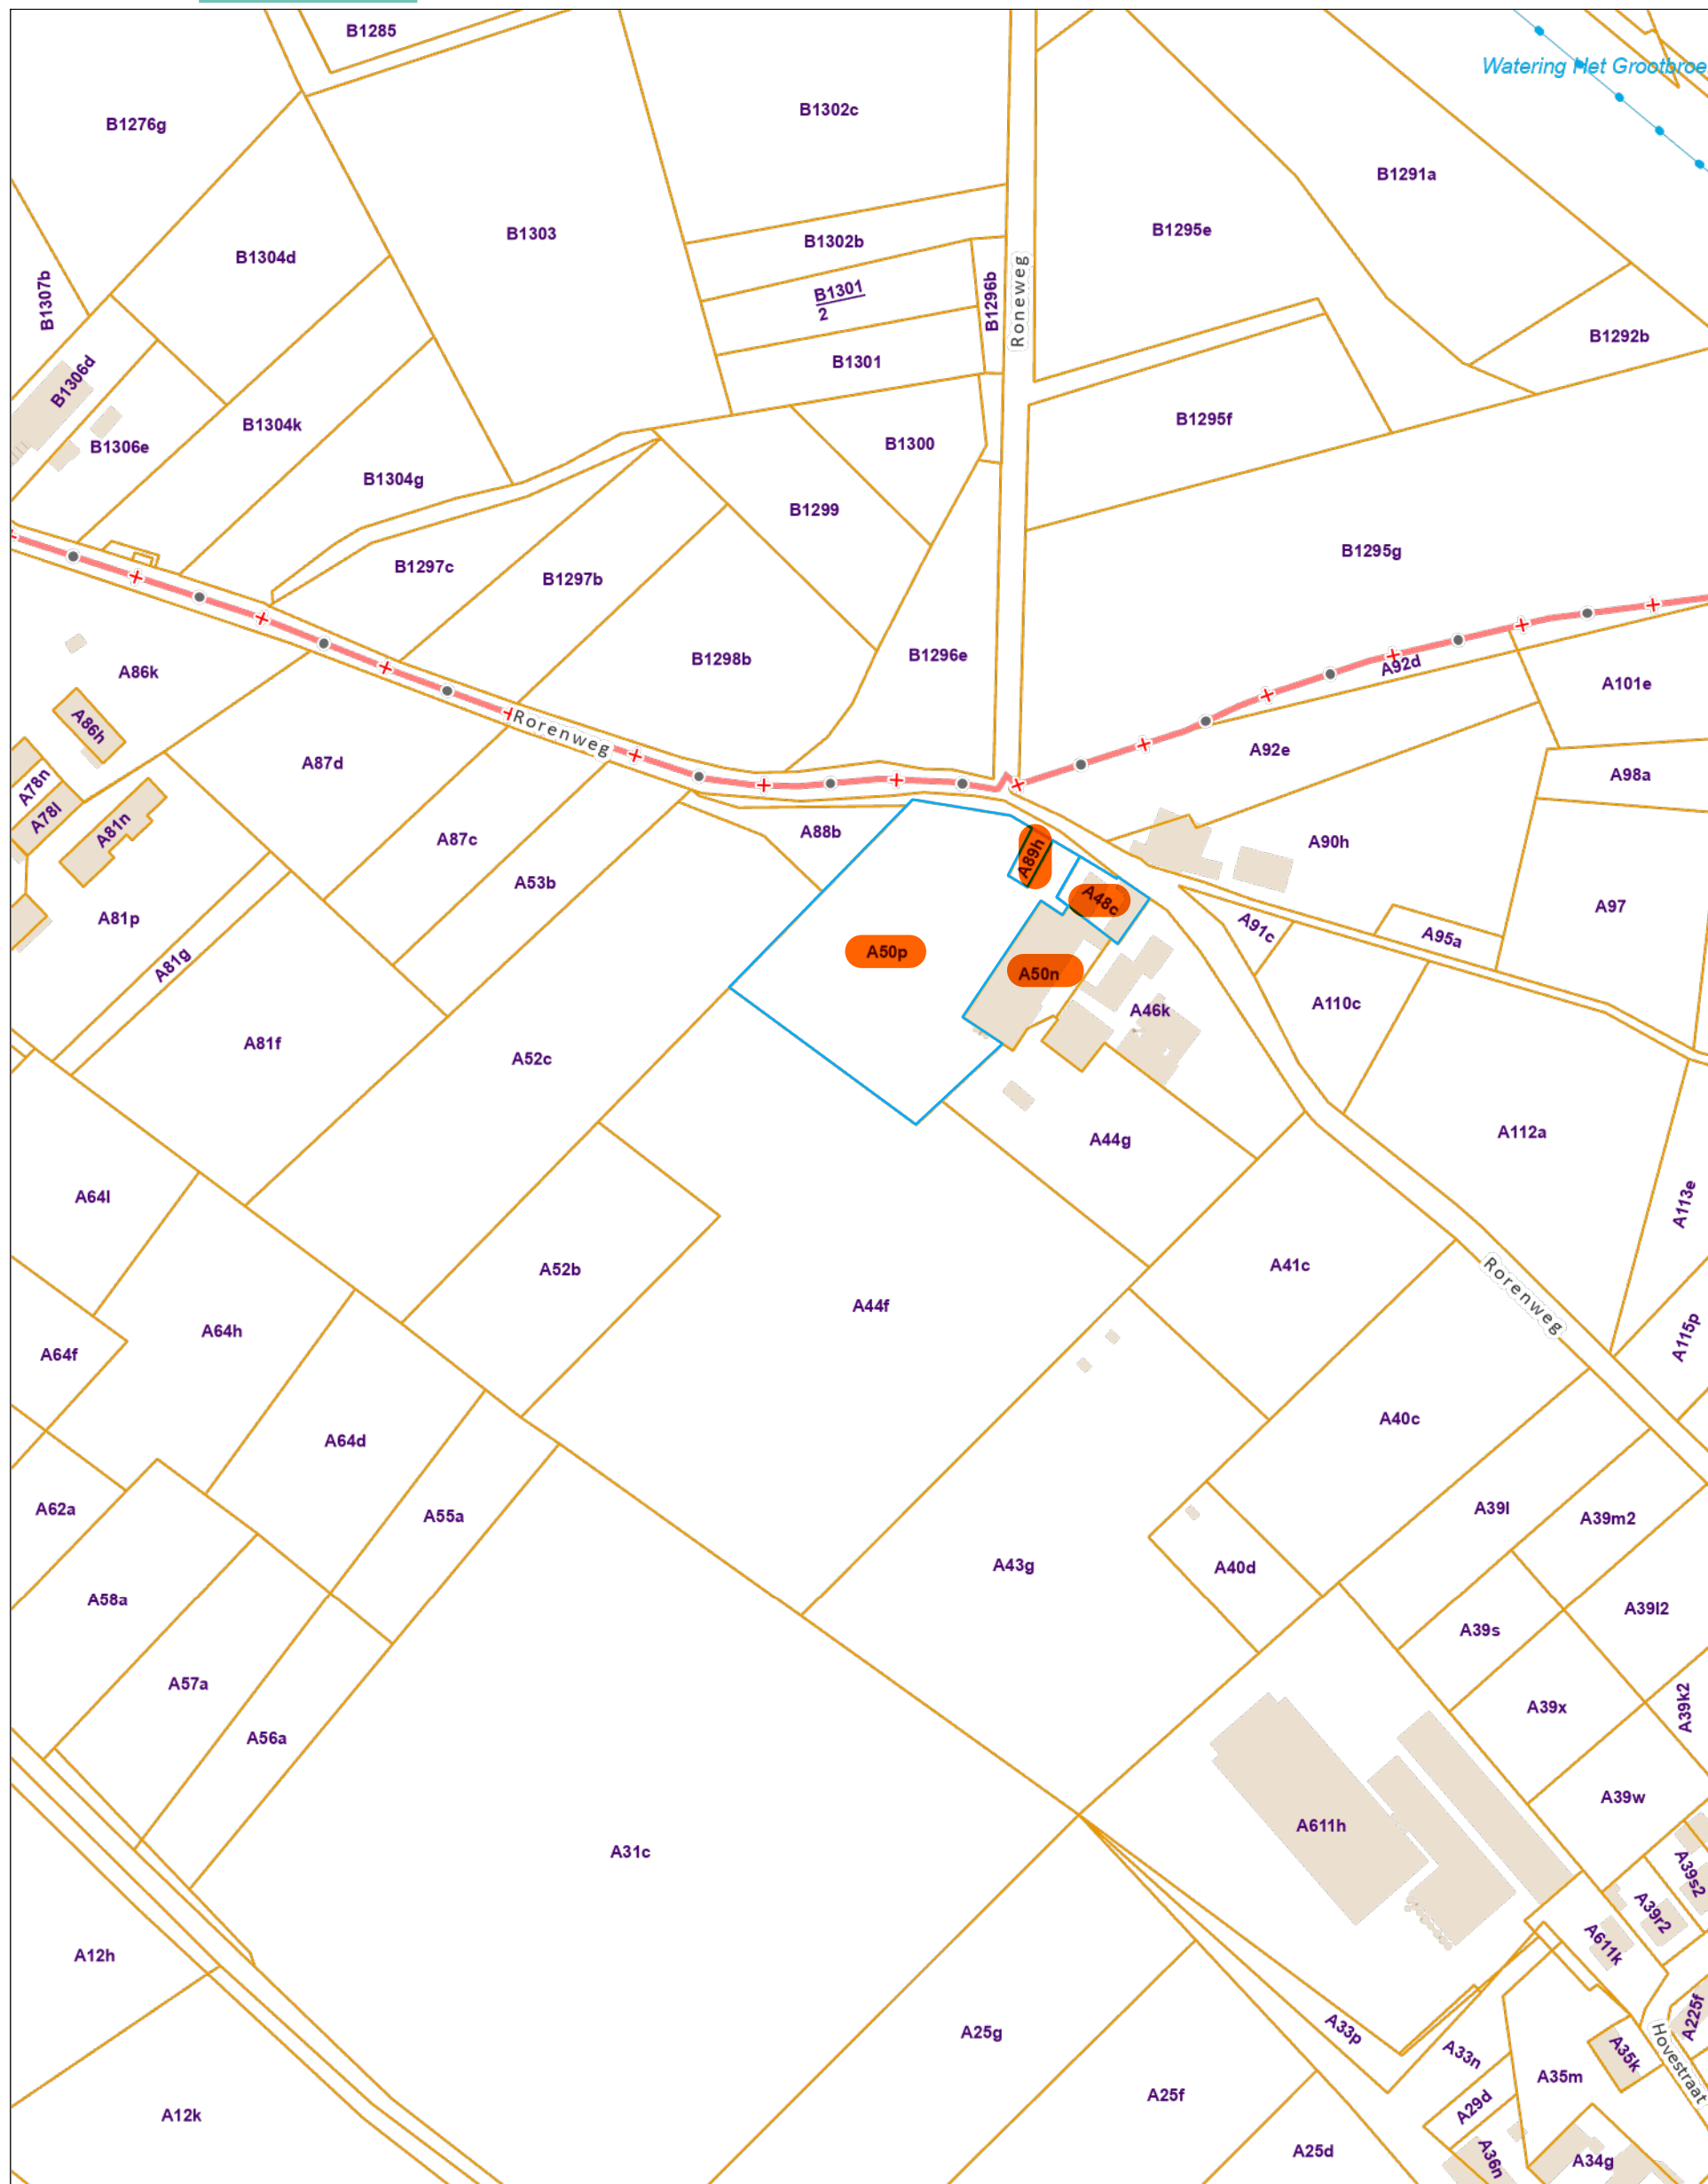 B1285
Watering Het Grootbroe
B1276g
B1302c
B1291a
B1303
B1295e
B1302b
B1304d
B1307b
B1301
2
B1296b
Roneweg
B1292b
B1301
B1306d
B1304k
B1295f
B1306e
B1300
B1304g
B1299
B1295g
B1297c
B1297b
B1298b
B1296e
A92d
A86k
A101e
A86h
Rorenweg
A92e
A87d
A98a
A78n
A78l
A81n
A88b
A90h
A87c
A89h
A53b
A48c
A97
A81p
A91c
A95a
A50p
A81g
A50n
A110c
A46k
A81f
A52c
A112a
A44g
A64l
A113e
A52b
A41c
A44f
Rorenweg
A64h
A115p
A64f
A40c
A64d
A62a
A55a
A39l
A39m2
A43g
A40d
A58a
A39l2
A39s
A57a
A39x
A39k2
A56a
A39w
A611h
A31c
A39s2
A39r2
A611k
A12h
A225f
A25g
A33p
A33n
A35k
Hovestraat
A35m
A25f
A29d
A12k
A25d
A36n
A34g